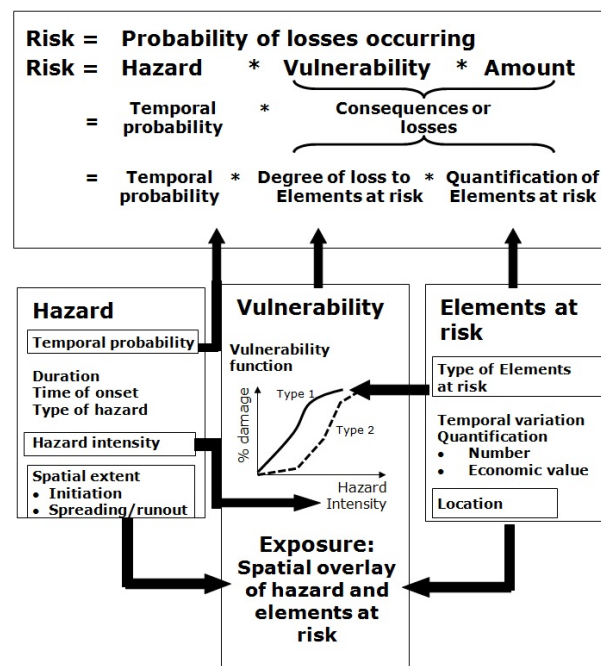 Risk = Probability of losses occurring
Risk = Hazard * Vulnerability * Amount
= Temporal probability * Consequences or losses
= Temporal probability * Degree of loss to Elements at risk * Quantification of Elements at risk
Hazard
Temporal probability
Duration
Time of onset
Type of hazard
Hazard intensity
Spatial extent
• Initiation
• Spreading/runout
Vulnerability
Vulnerability
function
% damage
Type 1
Type 2
Hazard
Intensity
Exposure:
Spatial overlay
of hazard and
elements at
risk
Elements at
risk
Type of Elements
at risk
Temporal variation
Quantification
• Number
• Economic value
Location